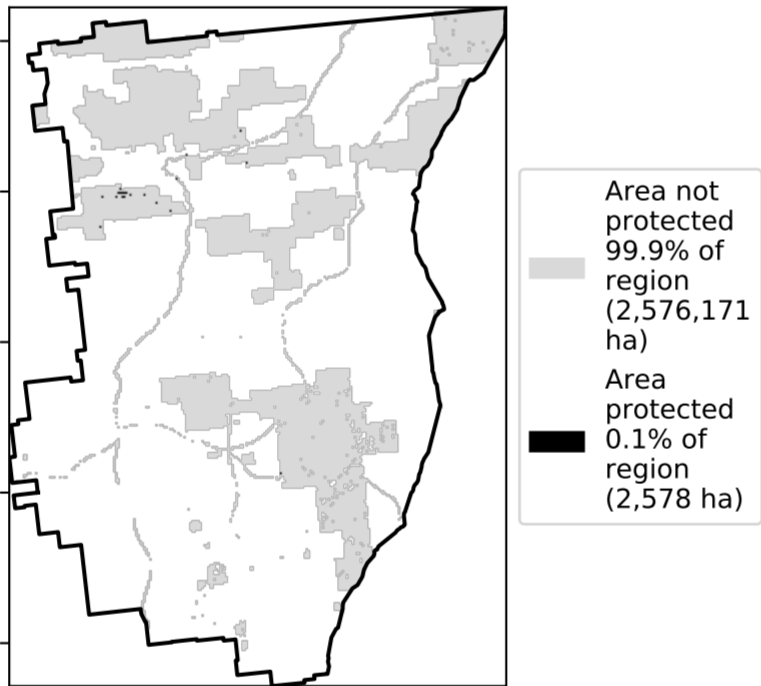 Area not
protected
99.9% of
region
(2,576,171
ha)
Area
protected
0.1% of
region
(2,578 ha)